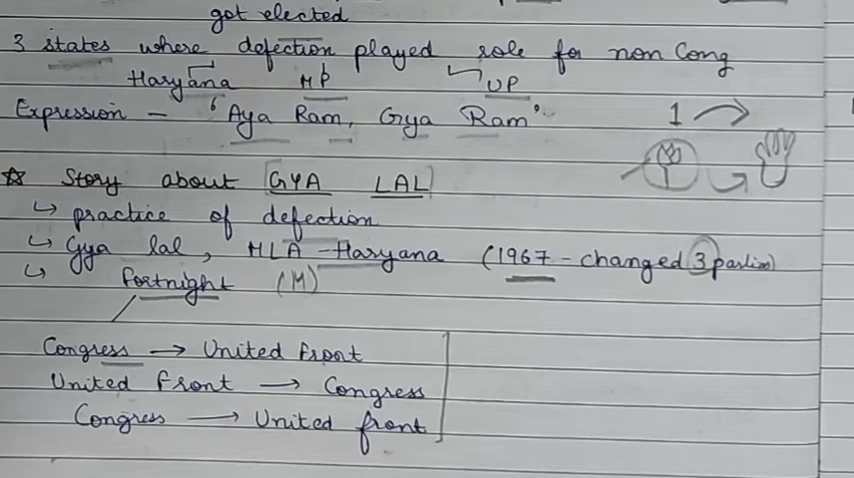 got elected
3 states where defection played role for non Cong
Haryana MP UP
Expression - 'Aya Ram, Gya Ram'
1
☆ Story about GYA LAL
↳ practice of defection
↳ Gya lal, MLA - Haryana (1967 - changed 3 parties)
↳ fortnight (M)
Congress → United Front
United Front → Congress
Congress → United front